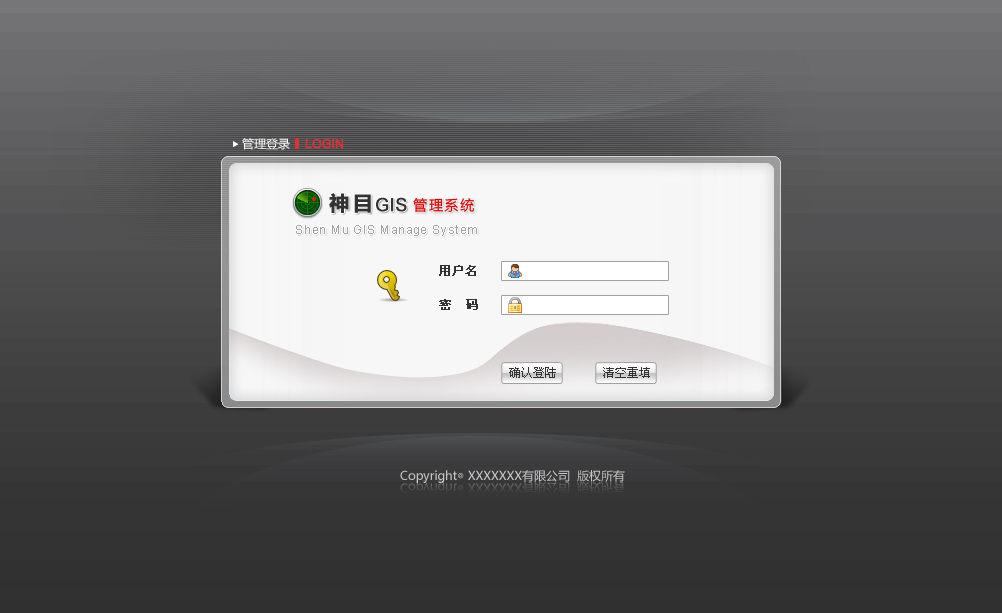 管理登录 LOGIN
神目GIS 管理系统
Shen Mu GIS Manage System
用户名
密 码
确认登陆 清空重填
Copyright® XXXXXXX有限公司 版权所有